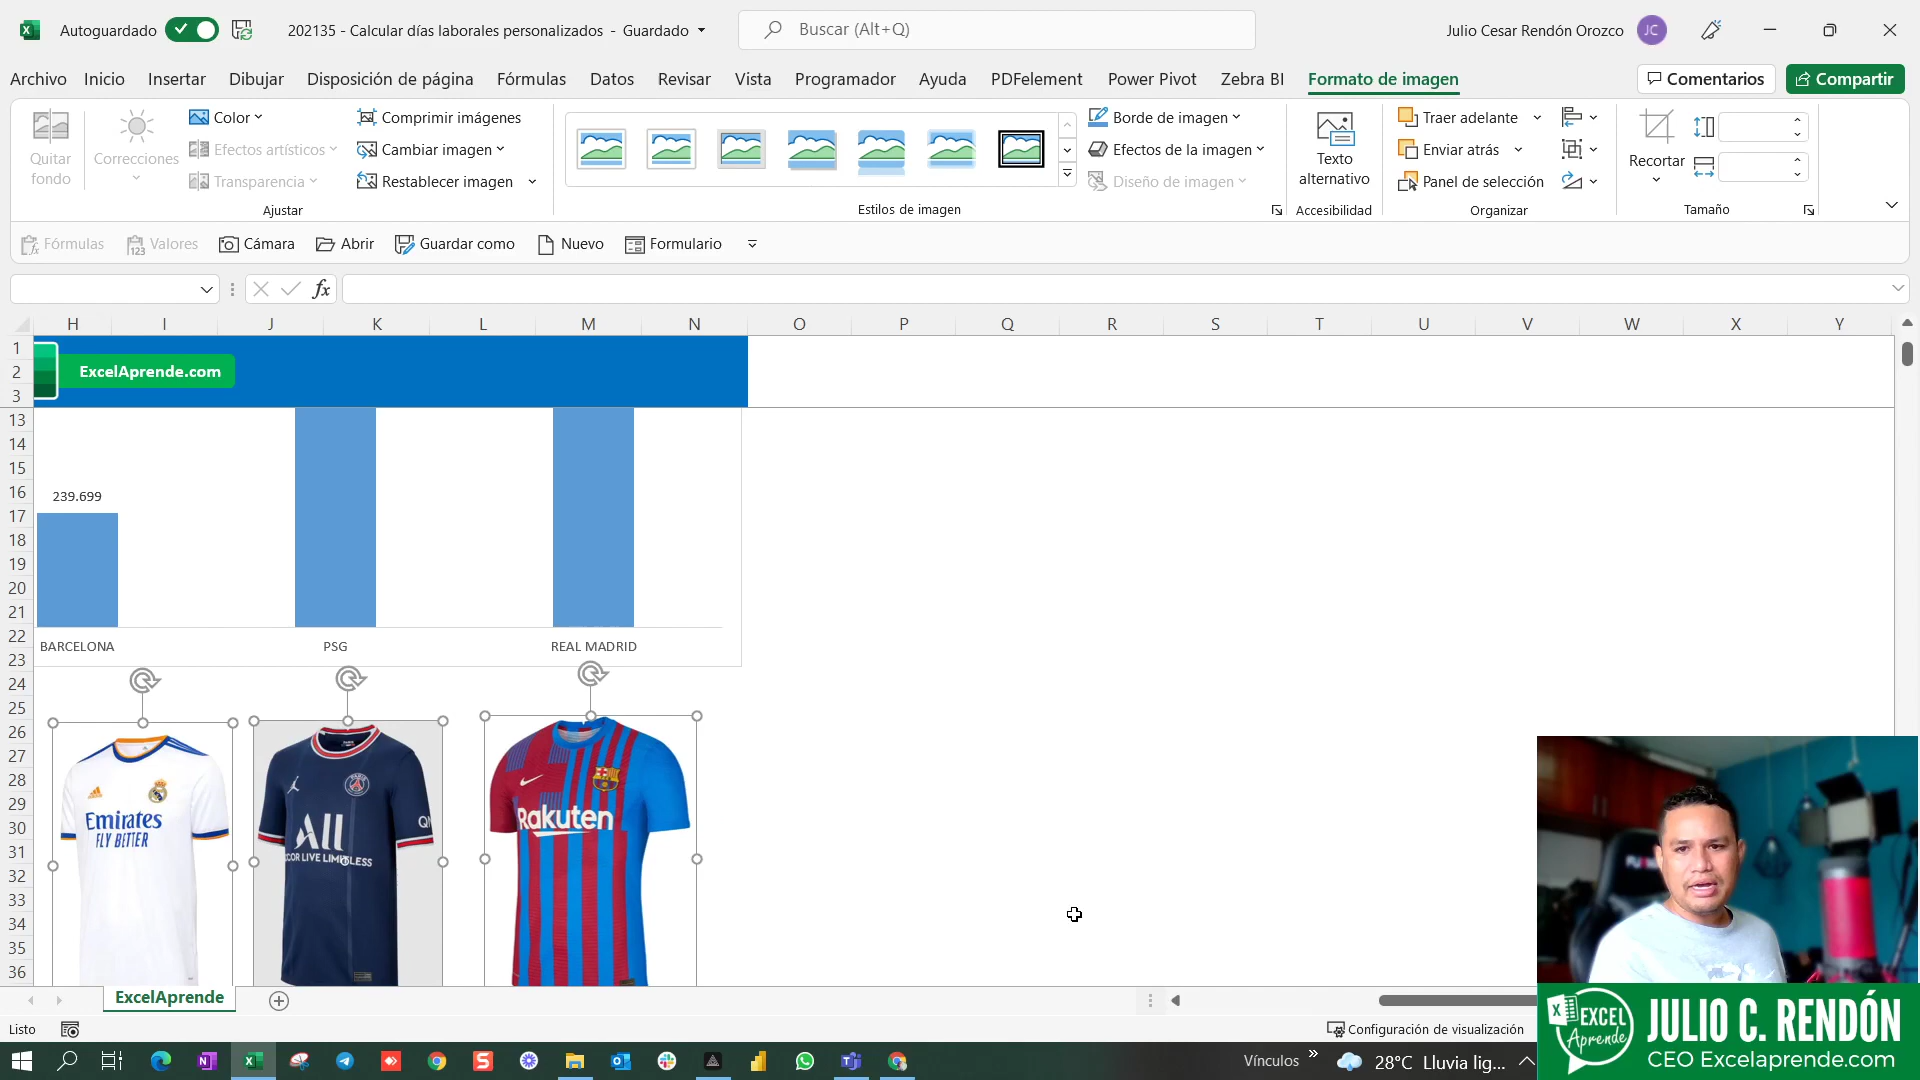 Autoguardado
202135 - Calcular días laborales personalizados - Guardado
Buscar (Alt+Q)
Julio Cesar Rendón Orozco
JC
Archivo Inicio Insertar Dibujar Disposición de página Fórmulas Datos Revisar Vista Programador Ayuda PDFelement Power Pivot Zebra BI Formato de imagen
Comentarios
Compartir
Quitar fondo
Correcciones
Color
Efectos artísticos
Transparencia
Comprimir imágenes
Cambiar imagen
Restablecer imagen
Ajustar
Estilos de imagen
Borde de imagen
Efectos de la imagen
Diseño de imagen
Texto alternativo
Accesibilidad
Traer adelante
Enviar atrás
Panel de selección
Organizar
Recortar
Tamaño
Fórmulas Valores Cámara Abrir Guardar como Nuevo Formulario
fx
H I J K L M N O P Q R S T U V W X Y
1
2
3
ExcelAprende.com
13
14
15
16
17
18
19
20
21
22
23
24
25
26
27
28
29
30
31
32
33
34
35
36
239.699
BARCELONA PSG REAL MADRID
Emirates
FLY BETTER
PARIS
All
ACCOR LIVE LIMITLESS
Rakuten
ExcelAprende
Listo
Configuración de visualización
EXCEL
Aprende
JULIO C. RENDÓN
CEO Excelaprende.com
Vínculos
28°C Lluvia lig...